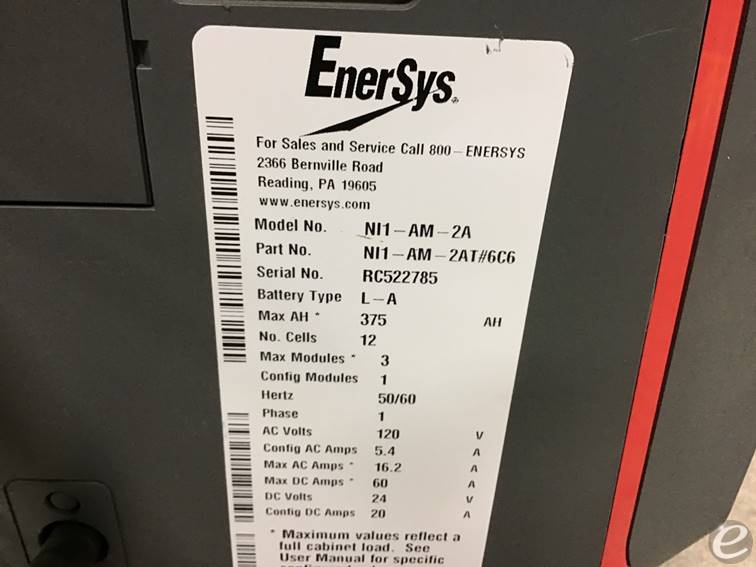 EnerSys
For Sales and Service Call 800-ENERSYS
2366 Bernville Road
Reading, PA 19605
www.enersys.com
Model No. NI1-AM-2A
Part No. NI1-AM-2AT#6C6
Serial No. RC522785
Battery Type L-A
Max AH * 375 AH
No. Cells 12
Max Modules * 3
Config Modules 1
Hertz 50/60
Phase 1
AC Volts 120 V
Config AC Amps 5.4 A
Max AC Amps * 16.2 A
Max DC Amps * 60 A
DC Volts 24 V
Config DC Amps 20 A
* Maximum values reflect a
full cabinet load. See
User Manual for specific
e